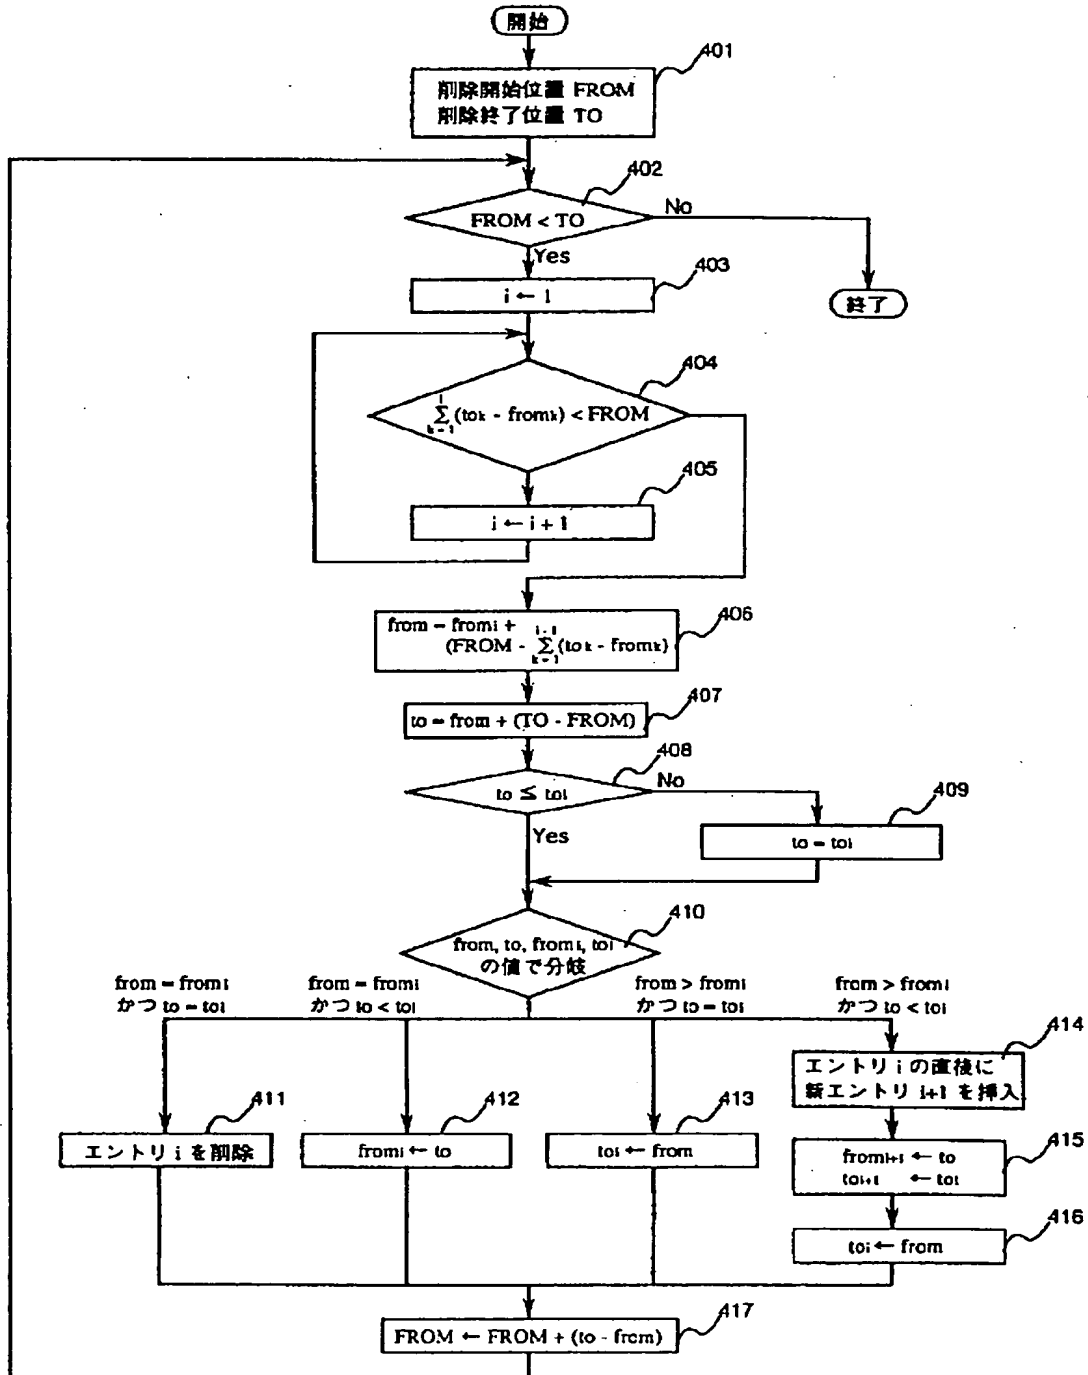 開始
401
削除開始位置 FROM
削除終了位置 TO
402
FROM < TO
No
Yes
403
i ← 1
終了
404
i
Σ(tok - fromk) < FROM
k=1
405
i ← i + 1
406
from = fromi +
i-1
(FROM - Σ(tok - fromk)
k=1
407
to = from + (TO - FROM)
408
to ≤ toi
No
Yes
409
to = toi
410
from, to, fromi, toi
の値で分岐
from = fromi
かつ to = toi
from = fromi
かつ to < toi
from > fromi
かつ to = toi
from > fromi
かつ to < toi
414
エントリ i の直後に
新エントリ i+1 を挿入
411
エントリ i を削除
412
fromi ← to
413
toi ← from
415
fromi+1 ← to
toi+1 ← toi
416
toi ← from
417
FROM ← FROM + (to - from)